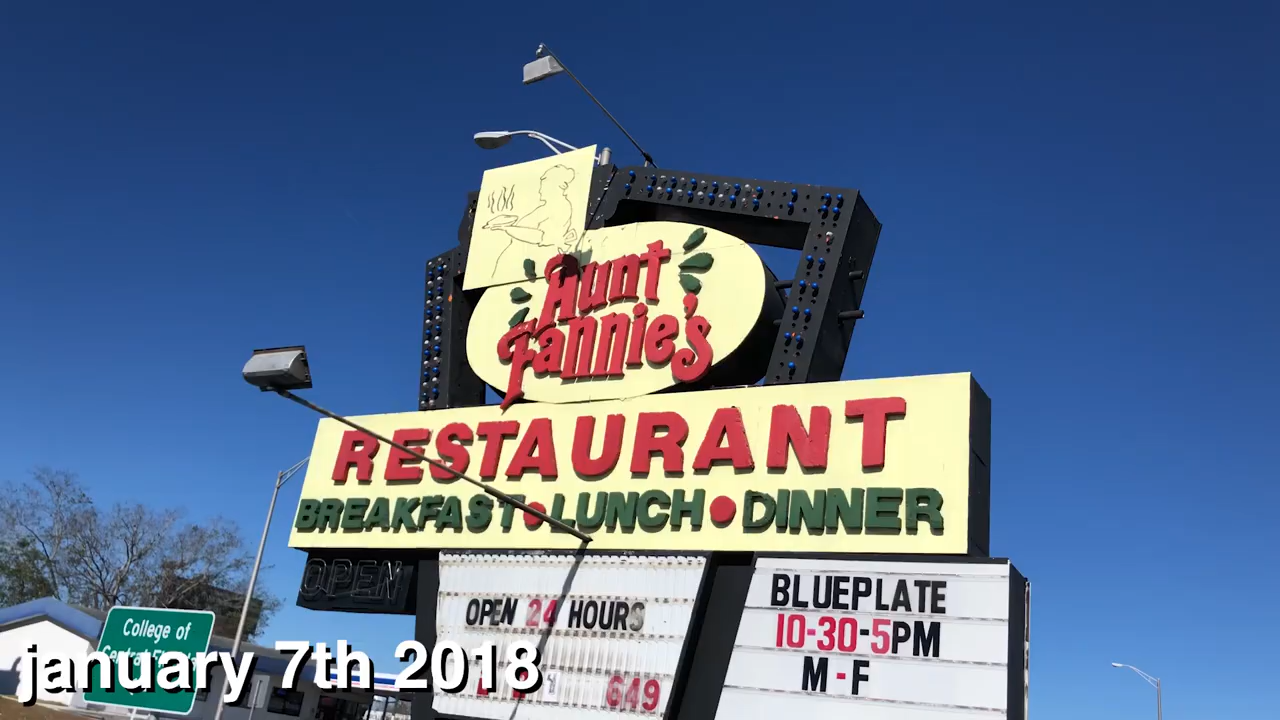 Aunt
Fannie's
RESTAURANT
BREAKFAST • LUNCH • DINNER
OPEN
OPEN 24 HOURS
649
BLUEPLATE
10-30-5PM
M-F
College of
january 7th 2018